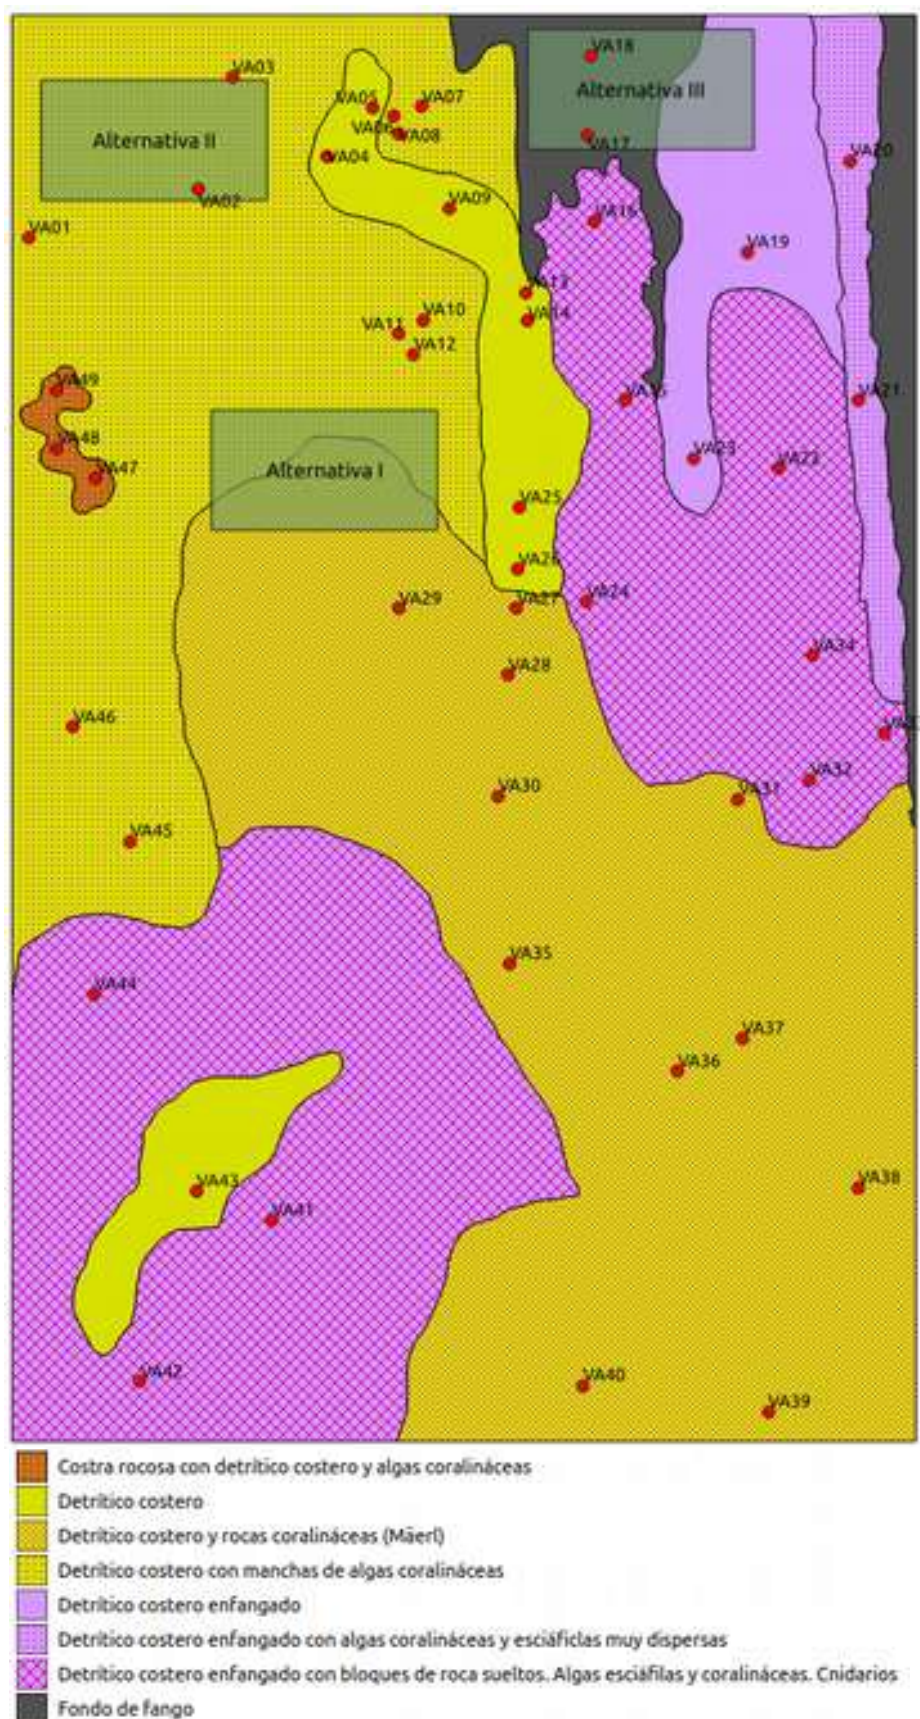 VA18
VA03
Alternativa III
VA05
VA07
VA06
VA08
Alternativa II
VA17
VA04
VA20
VA02
VA09
VA16
VA01
VA19
VA13
VA10
VA14
VA11
VA12
VA49
VA15
VA21
VA48
VA23
VA22
Alternativa I
VA47
VA25
VA26
VA29
VA27
VA24
VA28
VA34
VA46
VA32
VA30
VA31
VA45
VA35
VA44
VA37
VA36
VA43
VA38
VA41
VA42
VA40
VA39
Costra rocosa con detrítico costero y algas coralináceas
Detrítico costero
Detrítico costero y rocas coralináceas (Mäerl)
Detrítico costero con manchas de algas coralináceas
Detrítico costero enfangado
Detrítico costero enfangado con algas coralináceas y esciáficlas muy dispersas
Detrítico costero enfangado con bloques de roca sueltos. Algas esciáfilas y coralináceas. Cnidarios
Fondo de fango